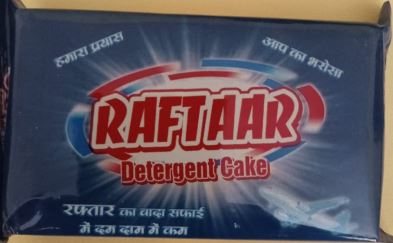 हमारा प्रयास
आप का भरोसा
RAFTAAR
Detergent Cake
रफ्तार का वादा सफाई
में दम दाम में कम